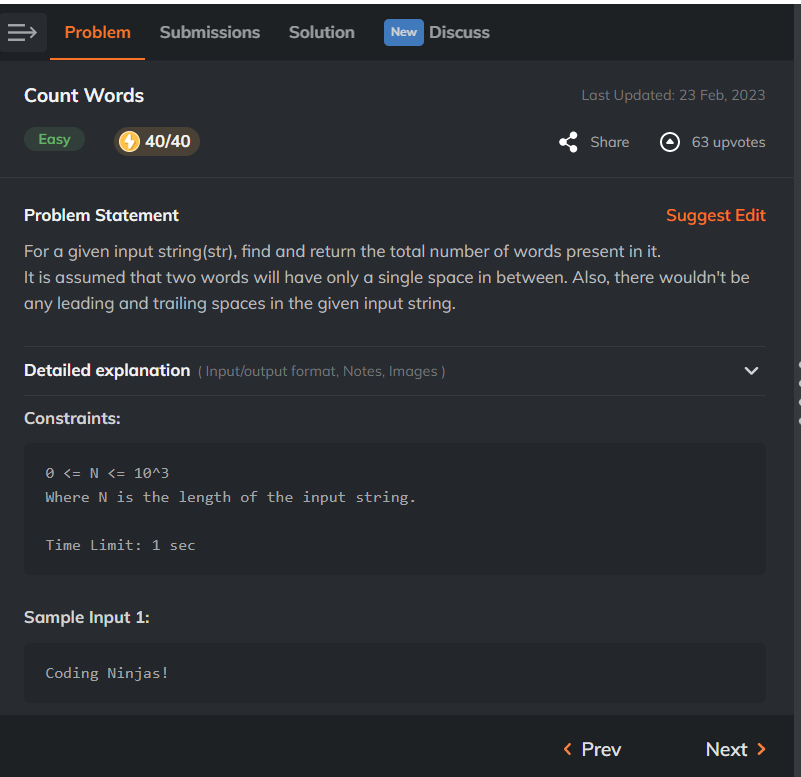 Problem Submissions Solution New Discuss
Count Words Last Updated: 23 Feb, 2023
Easy 40/40 Share 63 upvotes
Problem Statement Suggest Edit
For a given input string(str), find and return the total number of words present in it.
It is assumed that two words will have only a single space in between. Also, there wouldn't be
any leading and trailing spaces in the given input string.
Detailed explanation ( Input/output format, Notes, Images )
Constraints:
0 <= N <= 10^3
Where N is the length of the input string.
Time Limit: 1 sec
Sample Input 1:
Coding Ninjas!
Prev Next